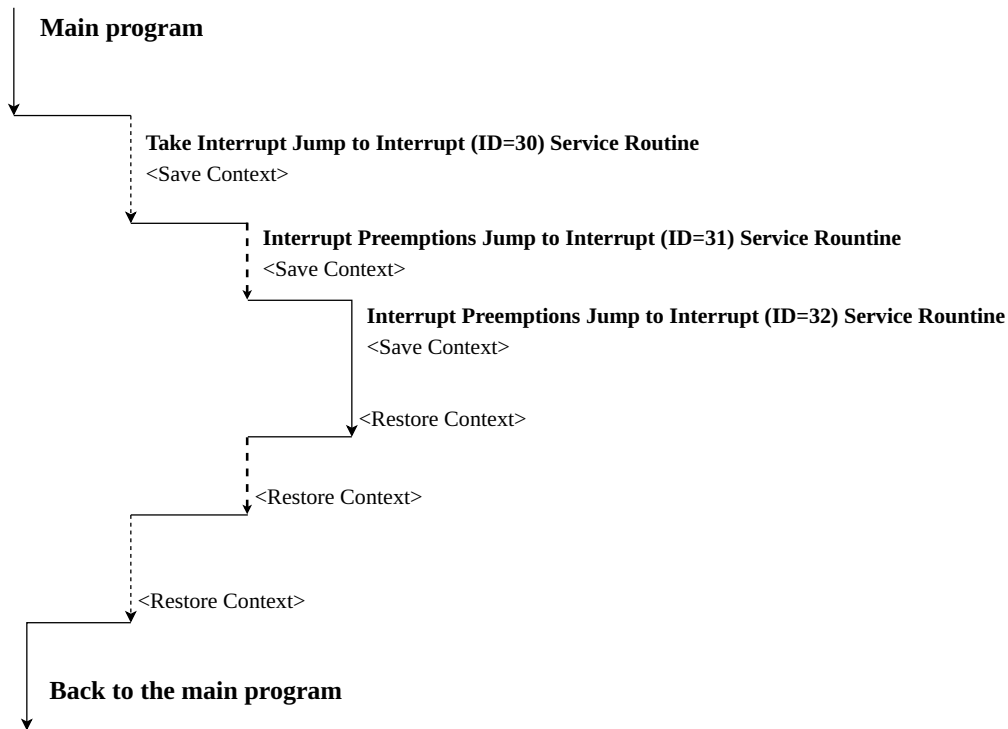 Main program
Take Interrupt Jump to Interrupt (ID=30) Service Routine
<Save Context>
Interrupt Preemptions Jump to Interrupt (ID=31) Service Rountine
<Save Context>
Interrupt Preemptions Jump to Interrupt (ID=32) Service Rountine
<Save Context>
<Restore Context>
<Restore Context>
<Restore Context>
Back to the main program